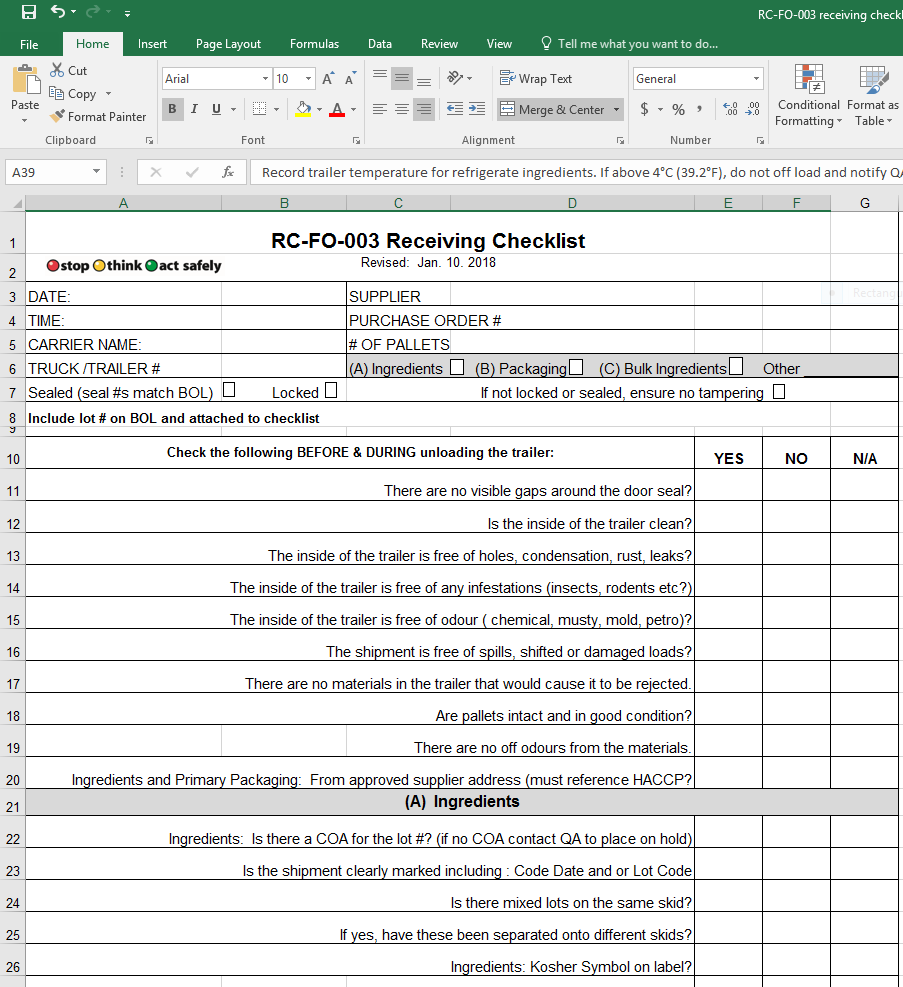 RC-FO-003 receiving checkl
File Home Insert Page Layout Formulas Data Review View Tell me what you want to do...
Paste
Cut
Copy
Format Painter
Clipboard
Arial 10 A A
B I U A
Font
Wrap Text
Merge & Center
Alignment
General
$ % , .0 .00 .00 .0
Number
Conditional Formatting
Format as Table
A39 fx Record trailer temperature for refrigerate ingredients. If above 4°C (39.2°F), do not off load and notify QA
A B C D E F G
1 RC-FO-003 Receiving Checklist
2 stop think act safely Revised: Jan. 10. 2018
3 DATE: SUPPLIER
4 TIME: PURCHASE ORDER #
5 CARRIER NAME: # OF PALLETS
6 TRUCK /TRAILER # (A) Ingredients (B) Packaging (C) Bulk Ingredients Other
7 Sealed (seal #s match BOL) Locked If not locked or sealed, ensure no tampering
8 Include lot # on BOL and attached to checklist
9
10 Check the following BEFORE & DURING unloading the trailer: YES NO N/A
11 There are no visible gaps around the door seal?
12 Is the inside of the trailer clean?
13 The inside of the trailer is free of holes, condensation, rust, leaks?
14 The inside of the trailer is free of any infestations (insects, rodents etc?)
15 The inside of the trailer is free of odour ( chemical, musty, mold, petro)?
16 The shipment is free of spills, shifted or damaged loads?
17 There are no materials in the trailer that would cause it to be rejected.
18 Are pallets intact and in good condition?
19 There are no off odours from the materials.
20 Ingredients and Primary Packaging: From approved supplier address (must reference HACCP?
21 (A) Ingredients
22 Ingredients: Is there a COA for the lot #? (if no COA contact QA to place on hold)
23 Is the shipment clearly marked including : Code Date and or Lot Code
24 Is there mixed lots on the same skid?
25 If yes, have these been separated onto different skids?
26 Ingredients: Kosher Symbol on label?